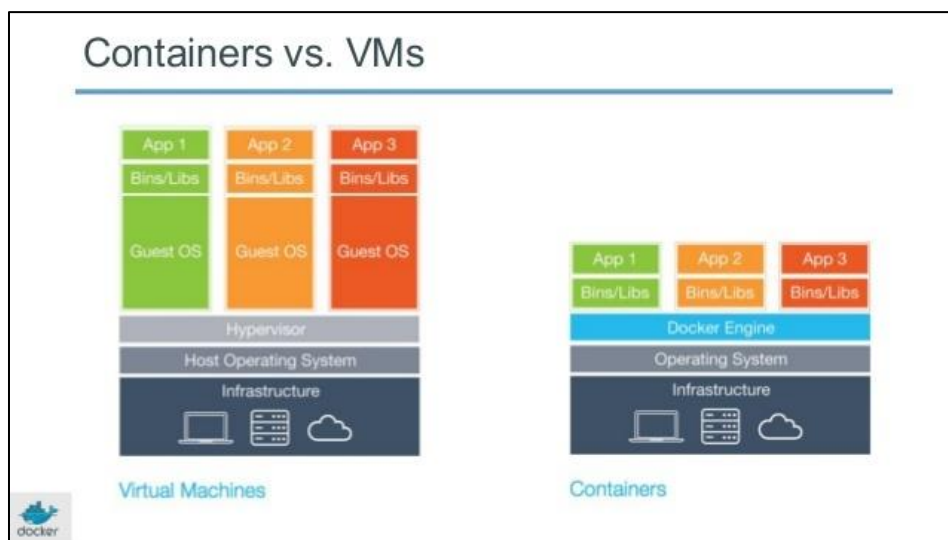 Containers vs. VMs
App 1 App 2 App 3
Bins/Libs Bins/Libs Bins/Libs
Guest OS Guest OS Guest OS
Hypervisor
Host Operating System
Infrastructure
Virtual Machines
App 1 App 2 App 3
Bins/Libs Bins/Libs Bins/Libs
Docker Engine
Operating System
Infrastructure
Containers
docker